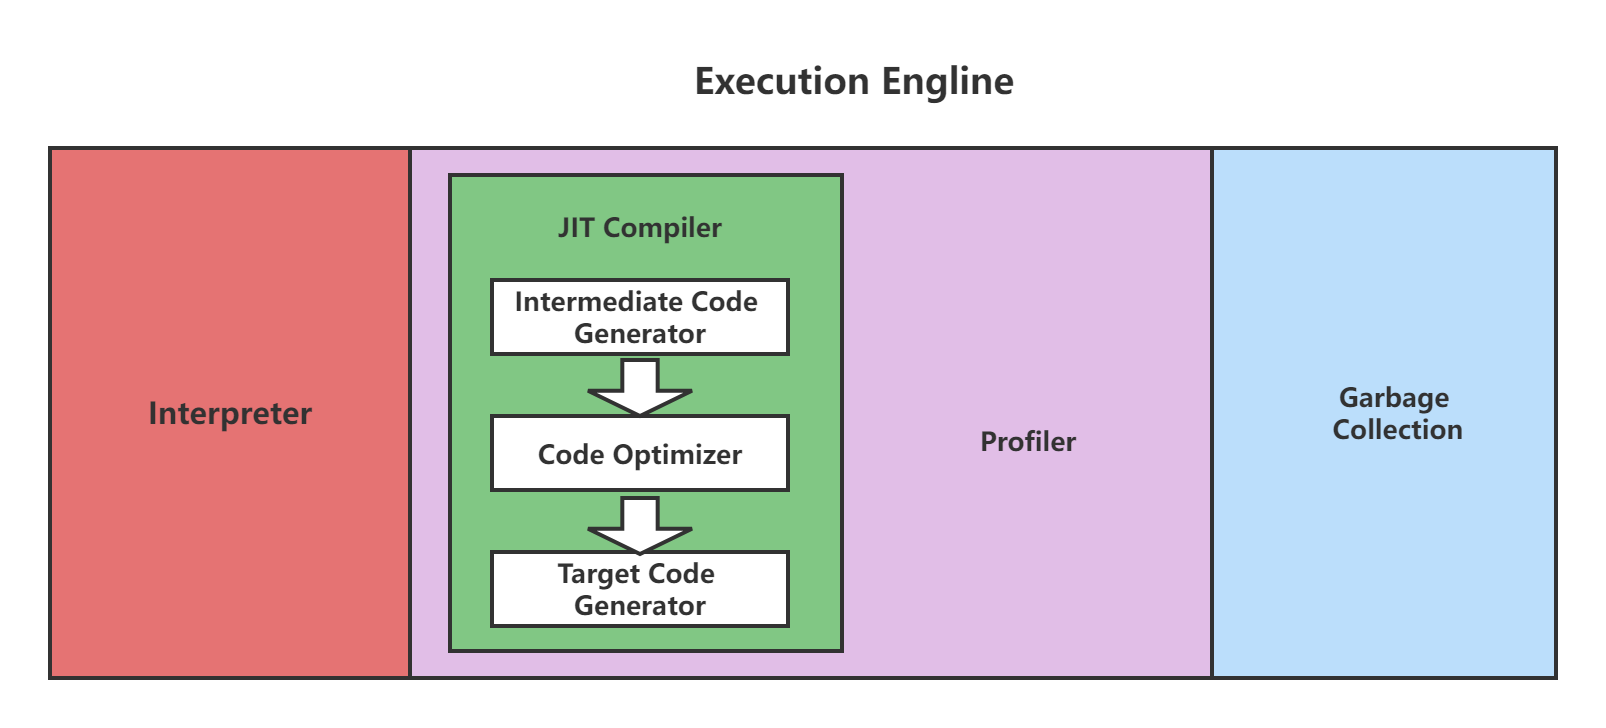 Execution Engline
Interpreter
JIT Compiler
Intermediate Code
Generator
Code Optimizer
Target Code
Generator
Profiler
Garbage
Collection